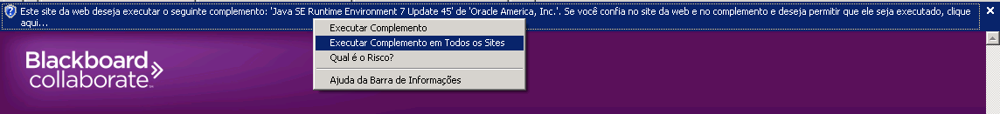 Este site da web deseja executar o seguinte complemento: 'Java SE Runtime Environment 7 Update 45' de 'Oracle America, Inc.'. Se você confia no site da web e no complemento e deseja permitir que ele seja executado, clique
aqui...
Executar Complemento
Executar Complemento em Todos os Sites
Qual é o Risco?
Ajuda da Barra de Informações
Blackboard
collaborate